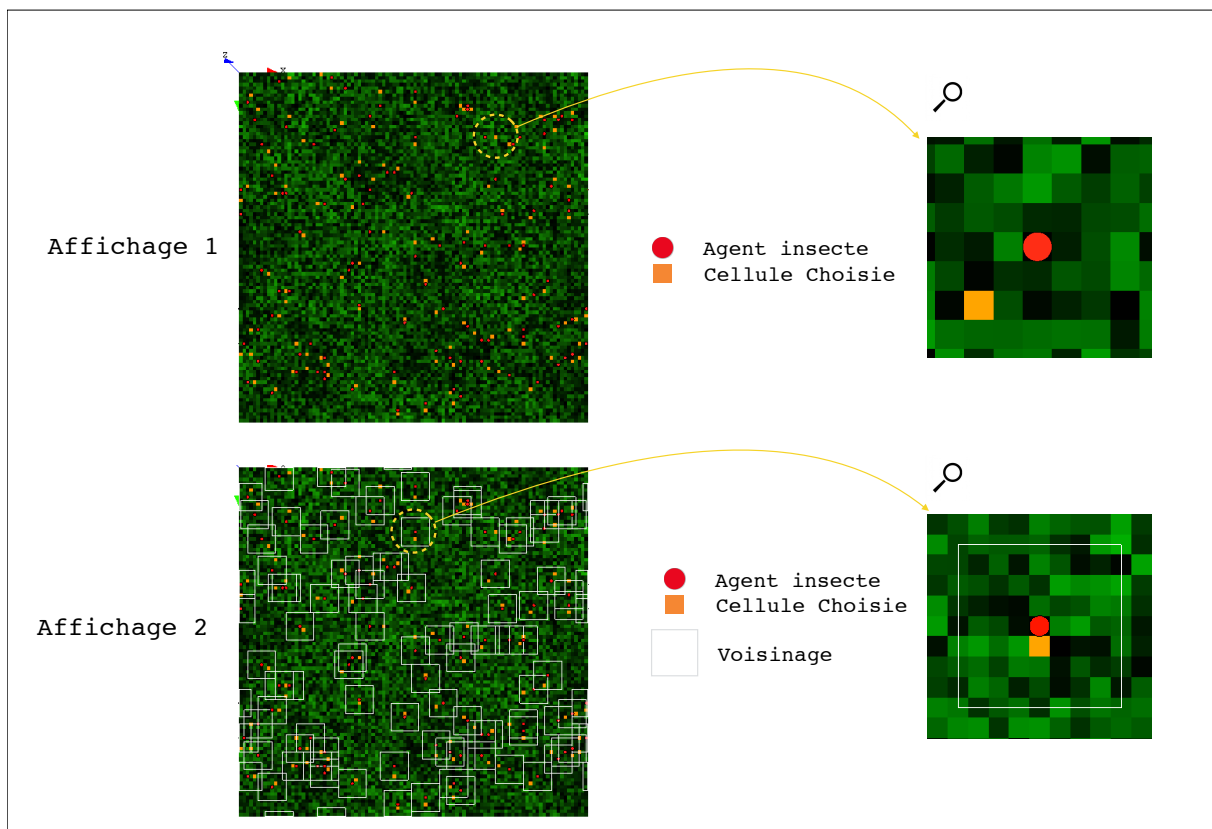 z
x
Affichage 1
Agent insecte
Cellule Choisie
Affichage 2
Agent insecte
Cellule Choisie
Voisinage